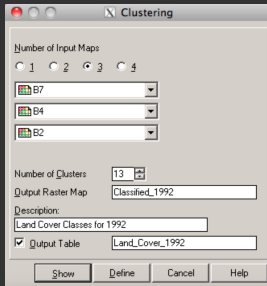 Clustering
Number of Input Maps
1 2 3 4
B7
B4
B2
Number of Clusters 13
Output Raster Map Classified_1992
Description:
Land Cover Classes for 1992
Output Table Land_Cover_1992
Show Define Cancel Help